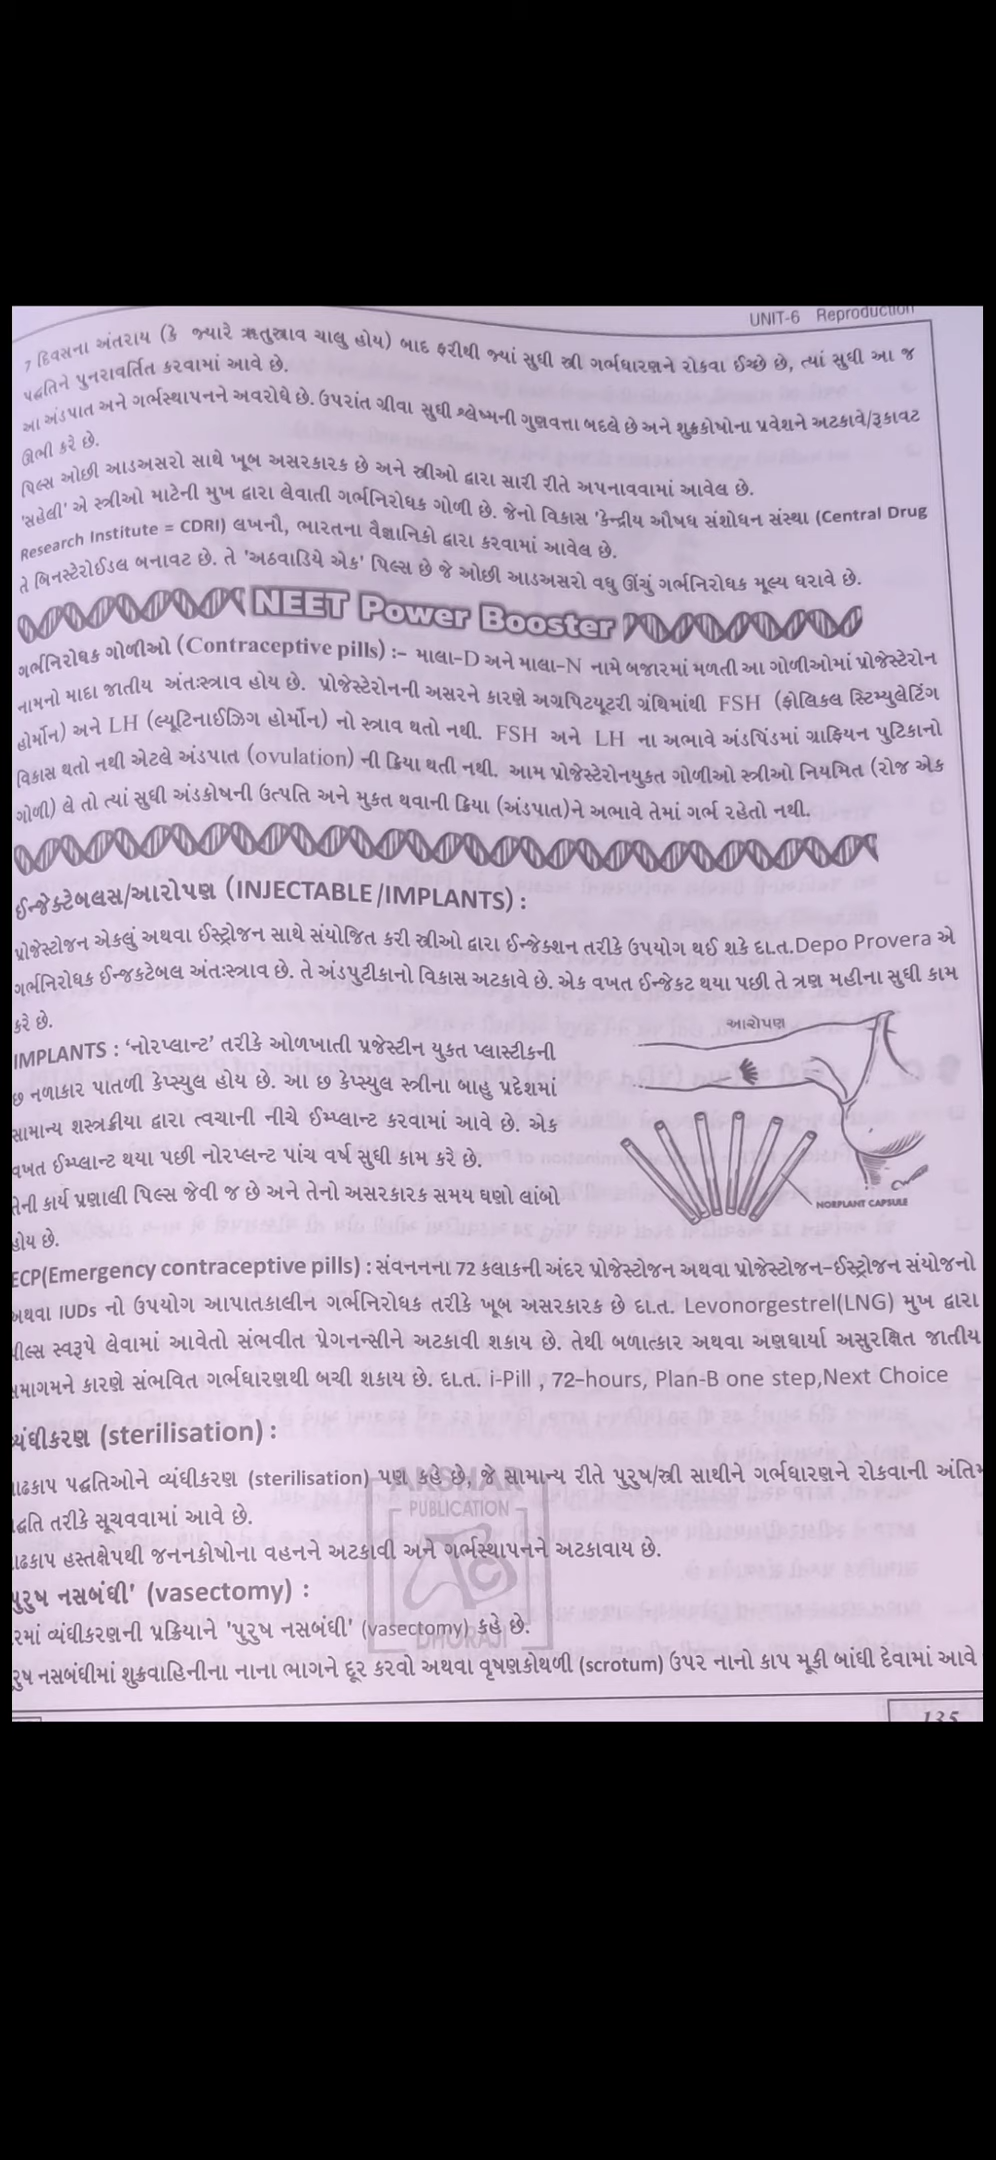 UNIT-6 Reproduction
7 દિવસના અંતરાય (કે જ્યારે ઋતુસ્ત્રાવ ચાલુ હોય) બાદ ફરીથી જ્યાં સુધી સ્ત્રી ગર્ભધારણને રોકવા ઈચ્છે છે, ત્યાં સુધી આ જ
પદ્ધતિને પુનરાવર્તિત કરવામાં આવે છે.
આ અંડપાત અને ગર્ભસ્થાપનને અવરોધે છે. ઉપરાંત ગ્રીવા સુધી શ્લેષ્મની ગુણવત્તા બદલે છે અને શુક્રકોષોના પ્રવેશને અટકાવે/રૂકાવટ
ઊભી કરે છે.
પિલ્સ ઓછી આડઅસરો સાથે ખૂબ અસરકારક છે અને સ્ત્રીઓ દ્વારા સારી રીતે અપનાવવામાં આવેલ છે.
'સહેલી' એ સ્ત્રીઓ માટેની મુખ દ્વારા લેવાતી ગર્ભનિરોધક ગોળી છે. જેનો વિકાસ 'કેન્દ્રીય ઔષધ સંશોધન સંસ્થા (Central Drug
Research Institute = CDRI) લખનૌ, ભારતના વૈજ્ઞાનિકો દ્વારા કરવામાં આવેલ છે.
તે બિનસ્ટેરોઈડલ બનાવટ છે. તે 'અઠવાડિયે એક' પિલ્સ છે જે ઓછી આડઅસરો વધુ ઊંચું ગર્ભનિરોધક મૂલ્ય ધરાવે છે.
NEET Power Booster
ગર્ભનિરોધક ગોળીઓ (Contraceptive pills) :- માલા-D અને માલા-N નામે બજારમાં મળતી આ ગોળીઓમાં પ્રોજેસ્ટેરોન
નામનો માદા જાતીય અંતઃસ્ત્રાવ હોય છે. પ્રોજેસ્ટેરોનની અસરને કારણે અગ્રપિટયૂટરી ગ્રંથિમાંથી FSH (ફોલિકલ સ્ટિમ્યુલેટિંગ
હોર્મોન) અને LH (લ્યૂટિનાઈઝિગ હોર્મોન) નો સ્ત્રાવ થતો નથી. FSH અને LH ના અભાવે અંડપિંડમાં ગ્રાફિયન પુટિકાનો
વિકાસ થતો નથી એટલે અંડપાત (ovulation) ની ક્રિયા થતી નથી. આમ પ્રોજેસ્ટેરોનયુકત ગોળીઓ સ્ત્રીઓ નિયમિત (રોજ એક
ગોળી) લે તો ત્યાં સુધી અંડકોષની ઉત્પતિ અને મુકત થવાની ક્રિયા (અંડપાત)ને અભાવે તેમાં ગર્ભ રહેતો નથી.
ઈન્જેક્ટેબલસ/આરોપણ (INJECTABLE/IMPLANTS) :
પ્રોજેસ્ટોજન એકલું અથવા ઈસ્ટ્રોજન સાથે સંયોજિત કરી સ્ત્રીઓ દ્વારા ઈન્જેક્શન તરીકે ઉપયોગ થઈ શકે દા.ત.Depo Provera એ
ગર્ભનિરોધક ઈન્જકટેબલ અંતઃસ્ત્રાવ છે. તે અંડપુટીકાનો વિકાસ અટકાવે છે. એક વખત ઈન્જેકટ થયા પછી તે ત્રણ મહીના સુધી કામ
કરે છે.
આરોપણ
IMPLANTS : 'નોરપ્લાન્ટ' તરીકે ઓળખાતી પ્રજેસ્ટીન યુકત પ્લાસ્ટીકની
છ નળાકાર પાતળી કેપ્સ્યુલ હોય છે. આ છ કેપ્સ્યુલ સ્ત્રીના બાહુ પ્રદેશમાં
સામાન્ય શસ્ત્રક્રીયા દ્વારા ત્વચાની નીચે ઈમ્પ્લાન્ટ કરવામાં આવે છે. એક
વખત ઈમ્પ્લાન્ટ થયા પછી નોરપ્લન્ટ પાંચ વર્ષ સુધી કામ કરે છે.
તેની કાર્ય પ્રણાલી પિલ્સ જેવી જ છે અને તેનો અસરકારક સમય ઘણો લાંબો
હોય છે.
NORPLANT CAPSULE
ECP(Emergency contraceptive pills) : સંવનનના 72 કલાકની અંદર પ્રોજેસ્ટોજન અથવા પ્રોજેસ્ટોજન-ઈસ્ટ્રોજન સંયોજનો
અથવા IUDs નો ઉપયોગ આપાતકાલીન ગર્ભનિરોધક તરીકે ખૂબ અસરકારક છે દા.ત. Levonorgestrel(LNG) મુખ દ્વારા
પીલ્સ સ્વરૂપે લેવામાં આવેતો સંભવીત પ્રેગનન્સીને અટકાવી શકાય છે. તેથી બળાત્કાર અથવા અણધાર્યા અસુરક્ષિત જાતીય
સમાગમને કારણે સંભવિત ગર્ભધારણથી બચી શકાય છે. દા.ત. i-Pill , 72-hours, Plan-B one step,Next Choice
વ્યંધીકરણ (sterilisation) :
વાઢકાપ પદ્ધતિઓને વ્યંધીકરણ (sterilisation) પણ કહે છે, જે સામાન્ય રીતે પુરુષ/સ્ત્રી સાથીને ગર્ભધારણને રોકવાની અંતિમ
પદ્ધતિ તરીકે સૂચવવામાં આવે છે.
વાઢકાપ હસ્તક્ષેપથી જનનકોષોના વહનને અટકાવી અને ગર્ભસ્થાપનને અટકાવાય છે.
AKSHAR
PUBLICATION
DHORAJI
પુરુષ નસબંધી' (vasectomy) :
નરમાં વ્યંધીકરણની પ્રક્રિયાને 'પુરુષ નસબંધી' (vasectomy) કહે છે.
પુરુષ નસબંધીમાં શુક્રવાહિનીના નાના ભાગને દૂર કરવો અથવા વૃષણકોથળી (scrotum) ઉપર નાનો કાપ મૂકી બાંધી દેવામાં આવે
135